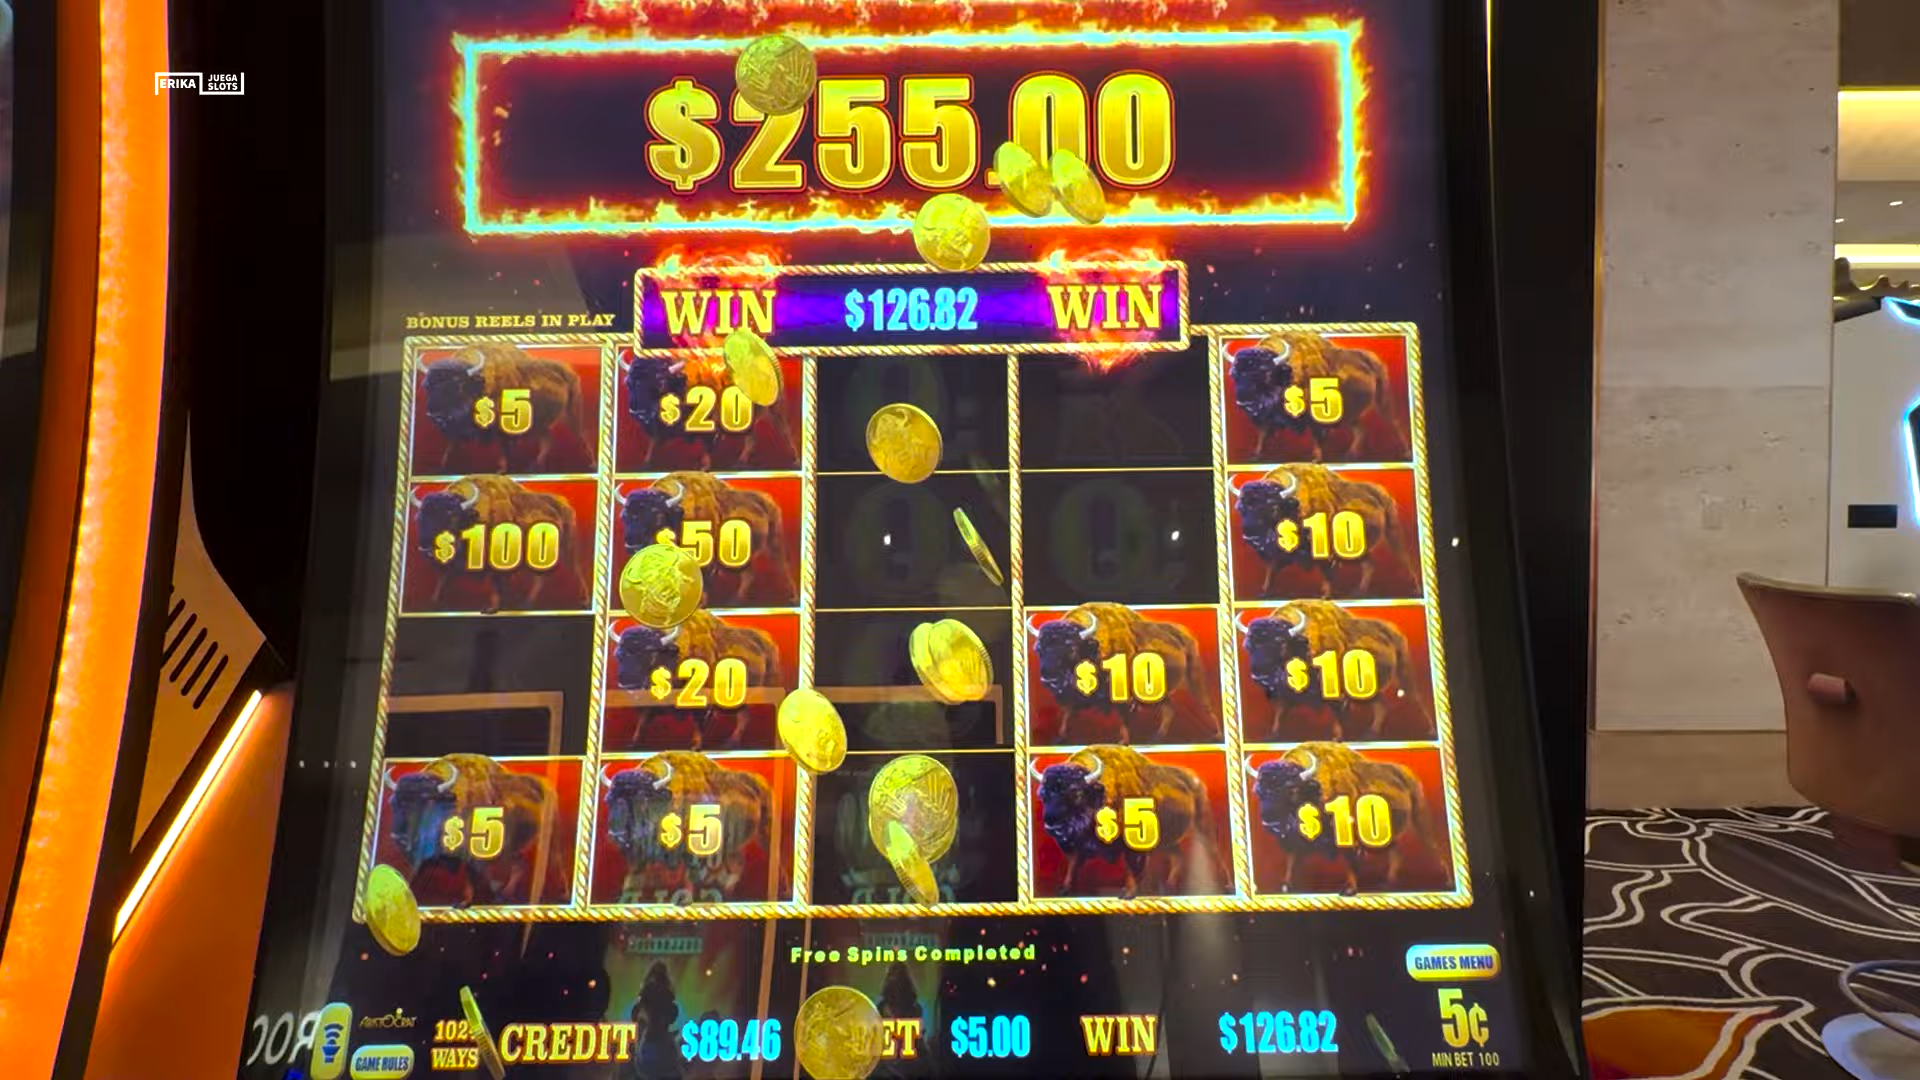 ERIKA JUEGA SLOTS
$255.00
WIN $126.82 WIN
BONUS REELS IN PLAY
$5 $20 $5
$100 $50 $10
$20 $10 $10
$5 $5 $5 $10
Free Spins Completed
GAMES MENU
ARISTOCRAT
GAME RULES
WAYS
CREDIT $89.46 $5.00 WIN $126.82
5¢
MIN BET 100